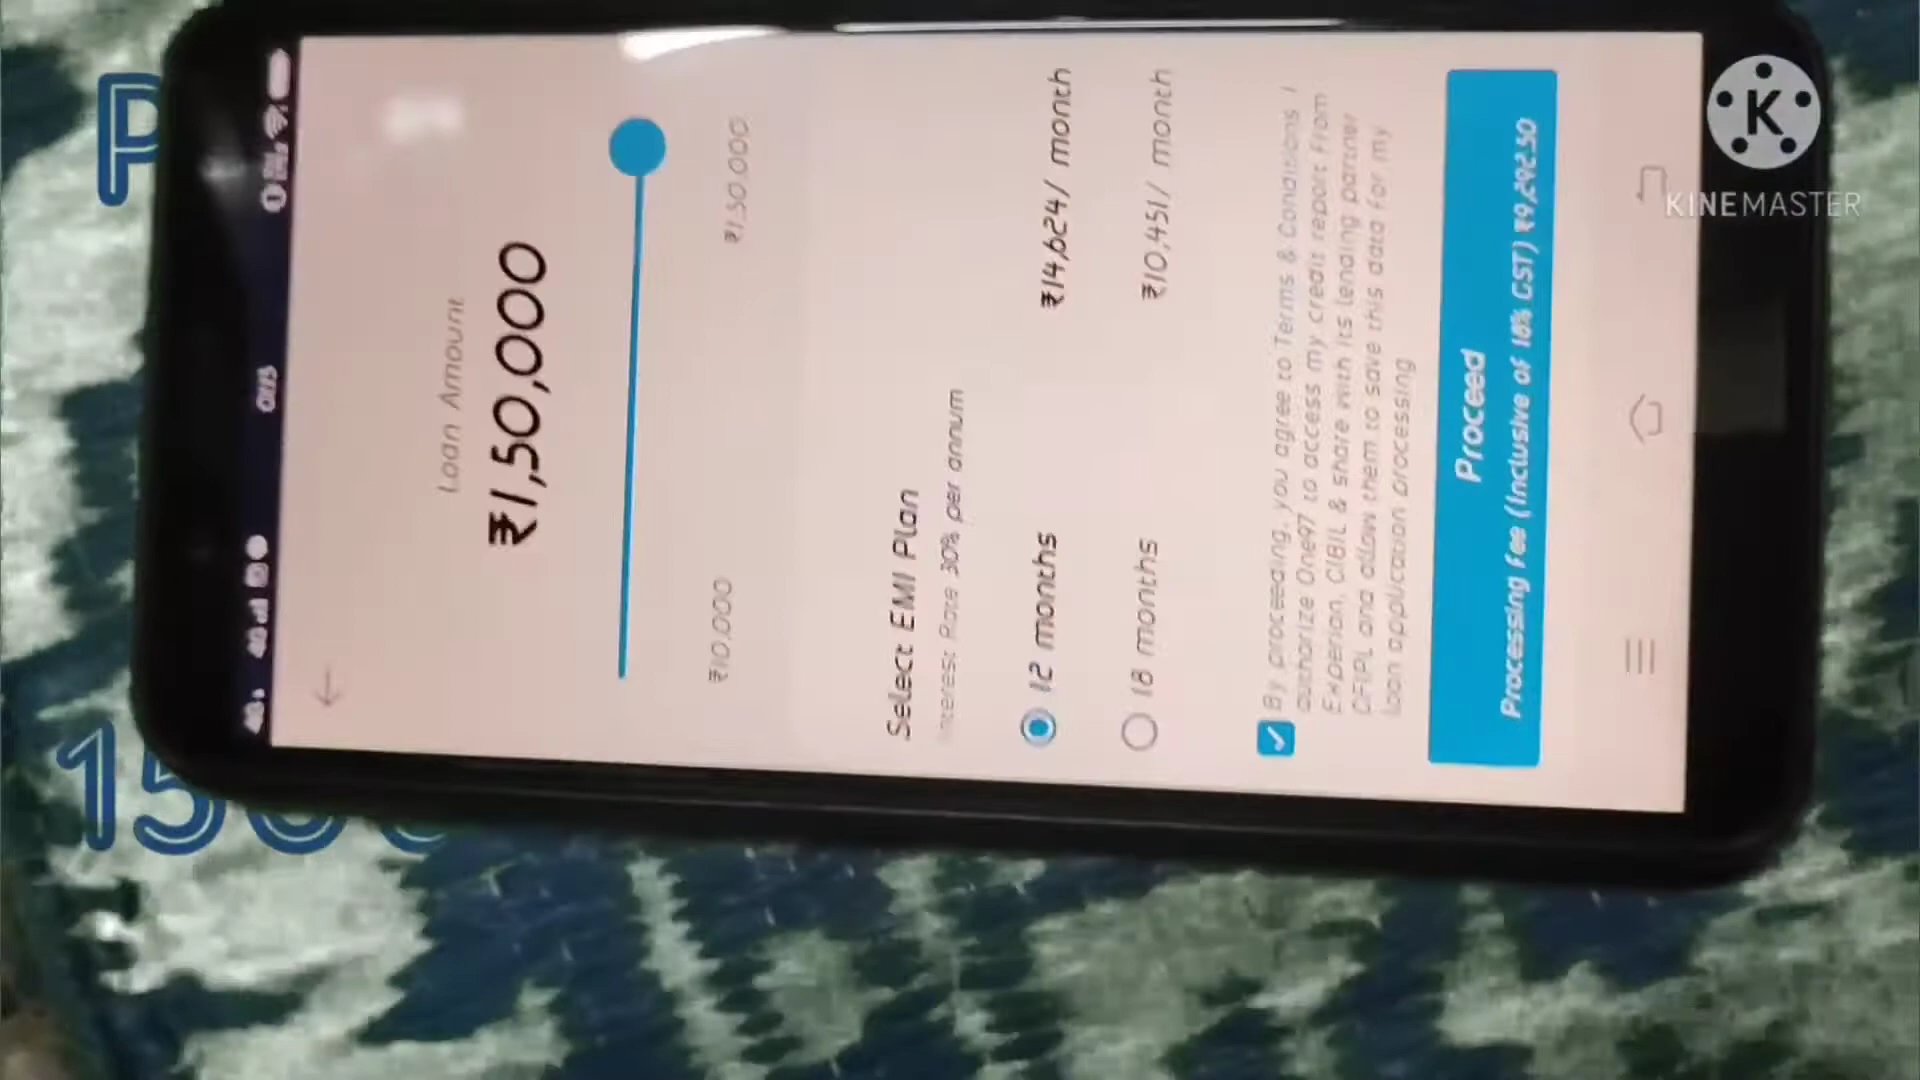 Loan Amount
₹1,50,000
₹10,000
₹1,50,000
Select EMI Plan
Interest Rate 30% per annum
12 months
₹14,624/ month
18 months
₹10,451/ month
By proceeding, you agree to Terms & Conditions. I
authorize One97 to access my credit report from
Experian, CIBIL & share with its lending partner
CFIPL and allow them to save this data for my
loan application processing
Proceed
Processing fee (Inclusive of 18% GST) ₹9,292.50
K
KINEMASTER